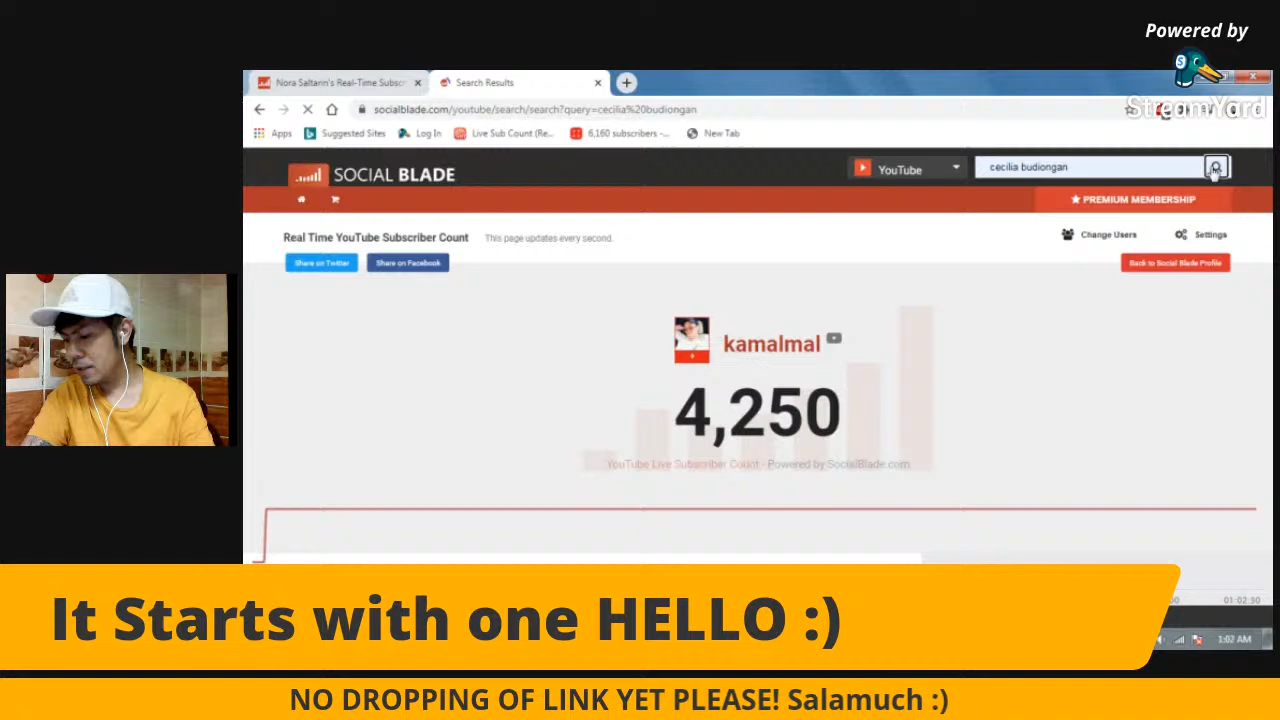 Powered by
StreamYard
Nora Saltarin's Real-Time Subscr
Search Results
socialblade.com/youtube/search/search?query=cecilia%20budiongan
Apps
Suggested Sites
Log In
Live Sub Count (Re...
6,160 subscribers -...
New Tab
SOCIAL BLADE
YouTube
cecilia budiongan
PREMIUM MEMBERSHIP
Real Time YouTube Subscriber Count
This page updates every second.
Change Users
Settings
Share on Twitter
Share on Facebook
Back to Social Blade Profile
kamalmal
4,250
YouTube Live Subscriber Count - Powered by SocialBlade.com
01:02:30
1:02 AM
It Starts with one HELLO :)
NO DROPPING OF LINK YET PLEASE! Salamuch :)